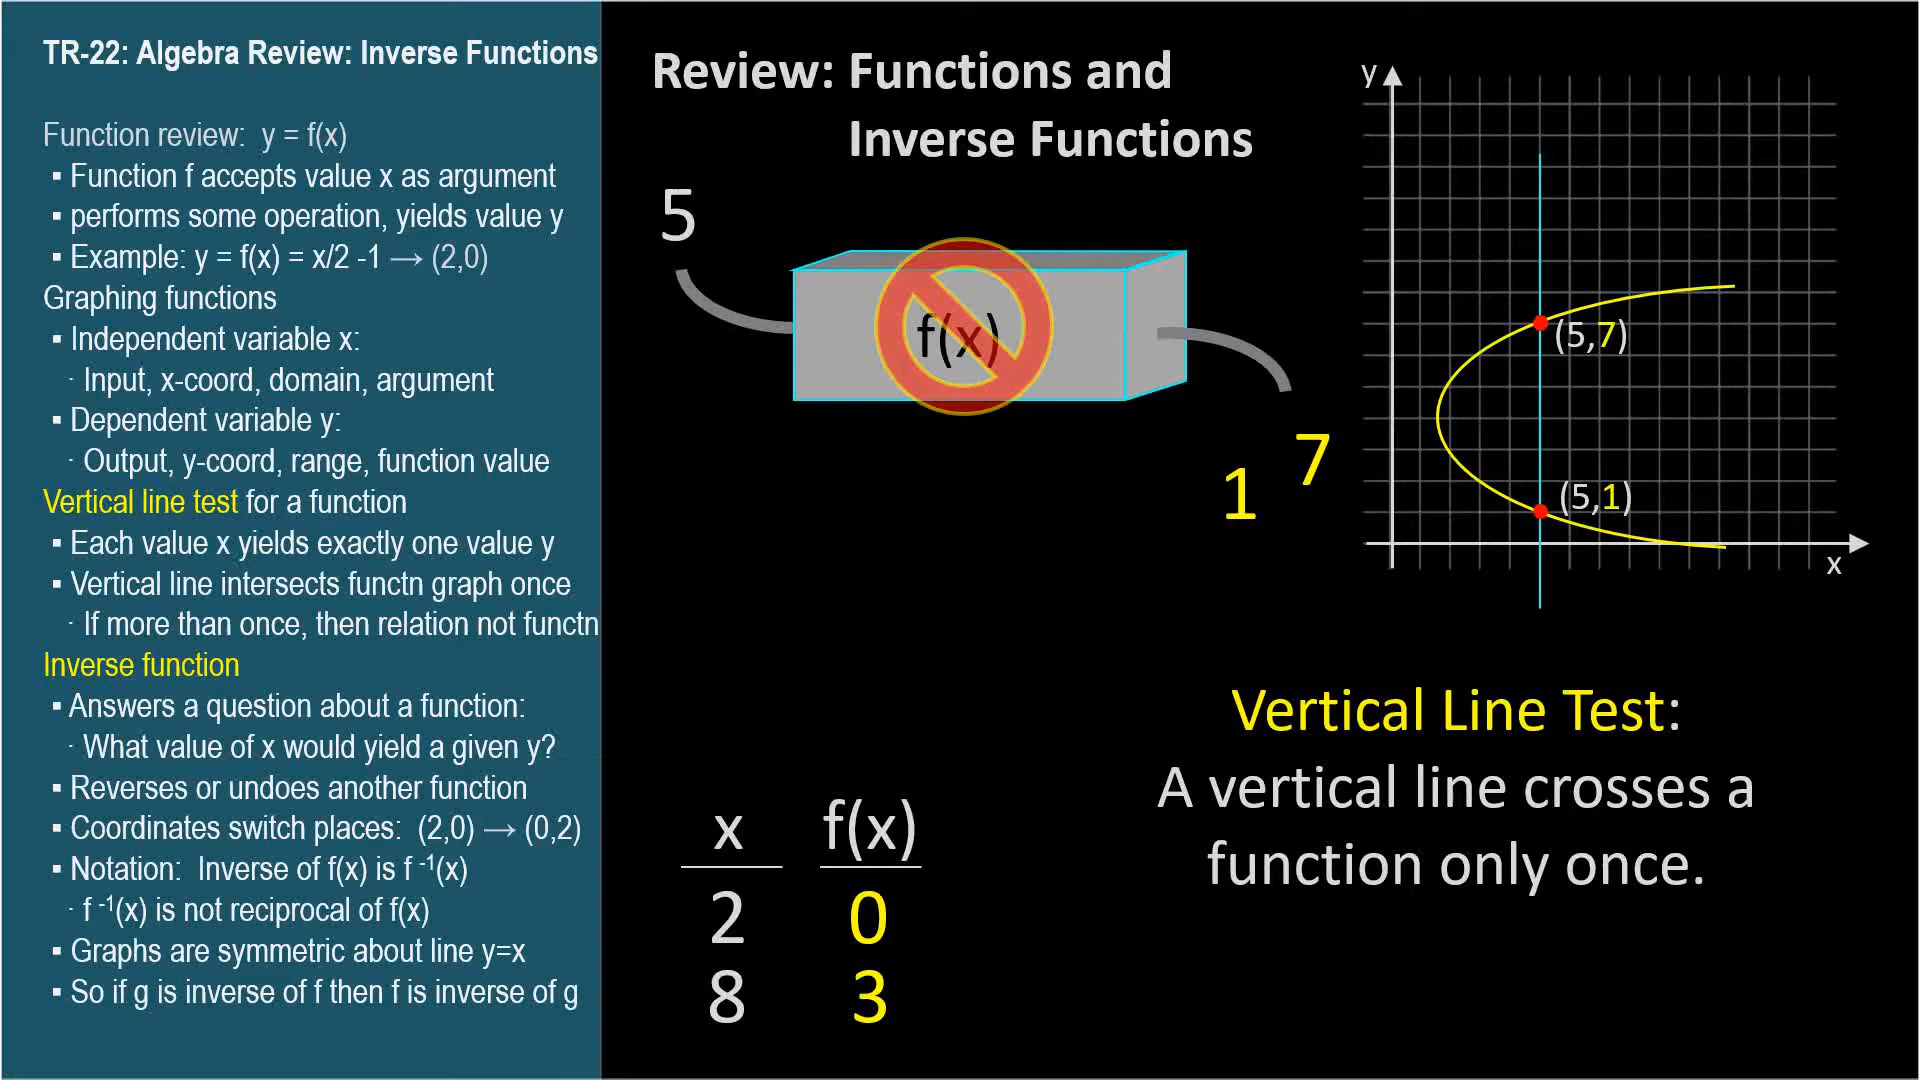 TR-22: Algebra Review: Inverse Functions
Function review:  y = f(x)
▪ Function f accepts value x as argument
▪ performs some operation, yields value y
▪ Example: y = f(x) = x/2 -1 → (2,0)
Graphing functions
▪ Independent variable x:
· Input, x-coord, domain, argument
▪ Dependent variable y:
· Output, y-coord, range, function value
Vertical line test for a function
▪ Each value x yields exactly one value y
▪ Vertical line intersects functn graph once
· If more than once, then relation not functn
Inverse function
▪ Answers a question about a function:
· What value of x would yield a given y?
▪ Reverses or undoes another function
▪ Coordinates switch places:  (2,0) → (0,2)
▪ Notation:  Inverse of f(x) is f ⁻¹(x)
· f ⁻¹(x) is not reciprocal of f(x)
▪ Graphs are symmetric about line y=x
▪ So if g is inverse of f then f is inverse of g
Review: Functions and
Inverse Functions
5
f(x)
7
1
y
(5,7)
(5,1)
x
Vertical Line Test:
A vertical line crosses a
function only once.
x f(x)
2 0
8 3